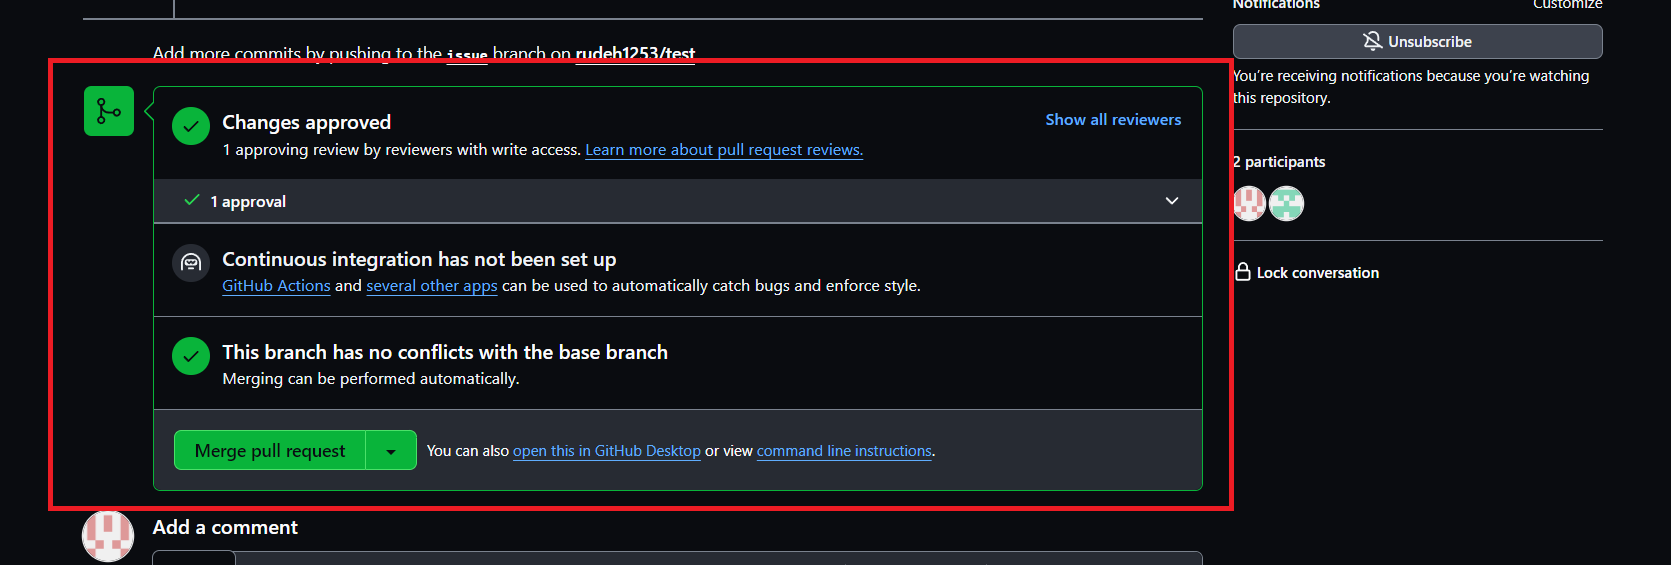 Notifications Customize
Unsubscribe
You're receiving notifications because you're watching
this repository.
2 participants
Lock conversation
Add more commits by pushing to the issue branch on rudeh1253/test
Changes approved
Show all reviewers
1 approving review by reviewers with write access. Learn more about pull request reviews.
1 approval
Continuous integration has not been set up
GitHub Actions and several other apps can be used to automatically catch bugs and enforce style.
This branch has no conflicts with the base branch
Merging can be performed automatically.
Merge pull request
You can also open this in GitHub Desktop or view command line instructions.
Add a comment